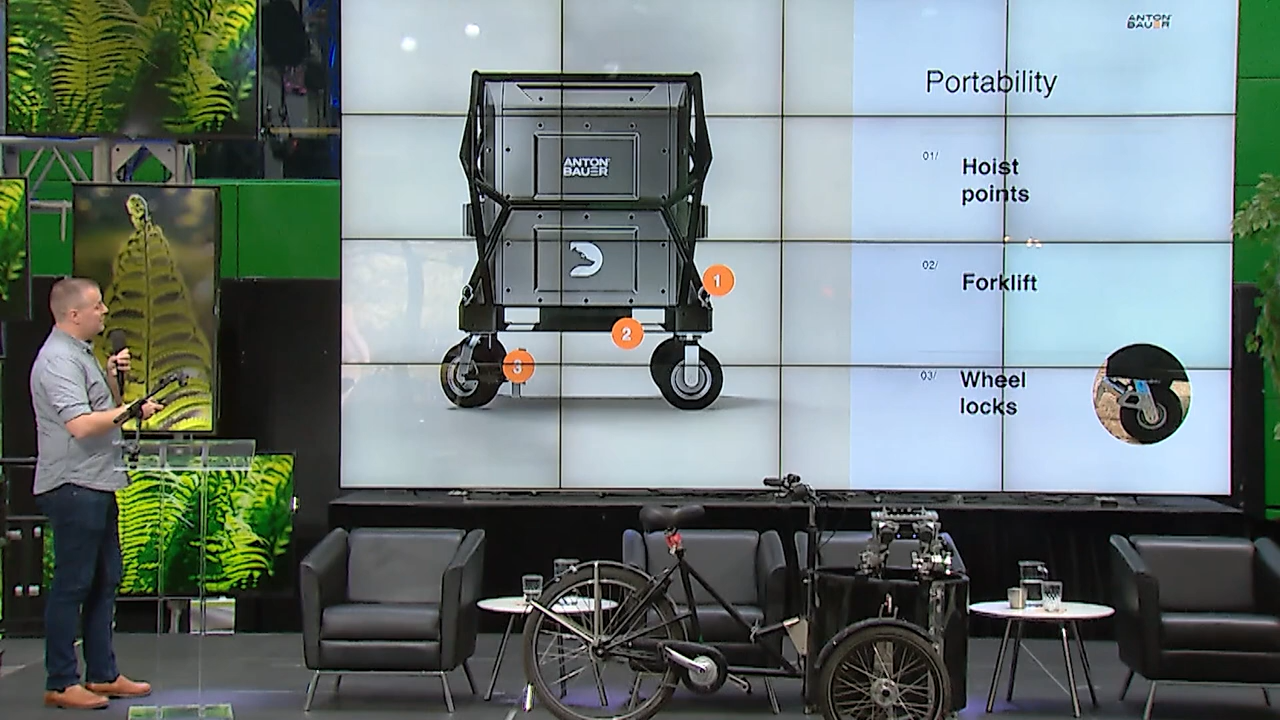 ANTON
BAUER
Portability
ANTON
BAUER
01/
Hoist
points
1
02/
Forklift
2
3
03/
Wheel
locks